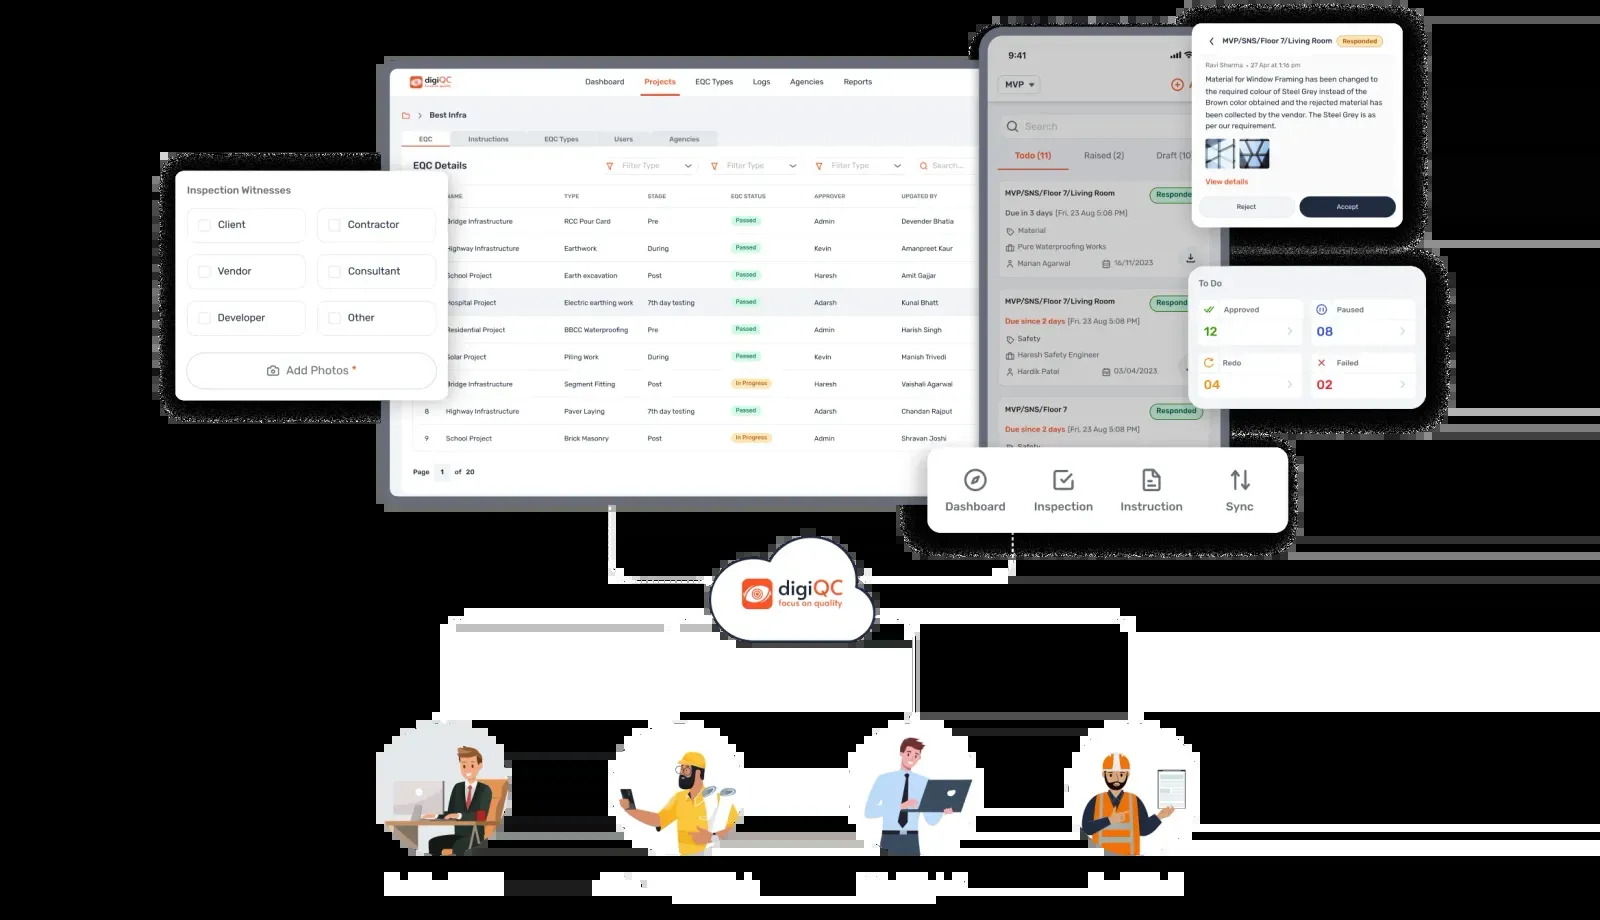 digiQC
focus on quality
Dashboard Projects EQC Types Logs Agencies Reports
Best Infra
EQC Instructions EQC Types Users Agencies
EQC Details Filter Type Filter Type Filter Type Search...
NAME TYPE STAGE EQC STATUS APPROVER UPDATED BY
Bridge Infrastructure RCC Pour Card Pre Passed Admin Devender Bhatia
Highway Infrastructure Earthwork During Passed Kevin Amanpreet Kaur
School Project Earth excavation Post Passed Haresh Amit Gajjar
Hospital Project Electric earthing work 7th day testing Passed Adarsh Kunal Bhatt
Residential Project BBCC Waterproofing Pre Passed Admin Harish Singh
Solar Project Piling Work During Passed Kevin Manish Trivedi
Bridge Infrastructure Segment Fitting Post In Progress Haresh Vaishali Agarwal
8 Highway Infrastructure Paver Laying 7th day testing Passed Adarsh Chandan Rajput
9 School Project Brick Masonry Post In Progress Admin Shravan Joshi
Page 1 of 20
Inspection Witnesses
Client Contractor
Vendor Consultant
Developer Other
Add Photos *
9:41
MVP
Search
Todo (11) Raised (2) Draft (10
MVP/SNS/Floor 7/Living Room Responde
Due in 3 days [Fri, 23 Aug 5:08 PM]
Material
Pure Waterproofing Works
Manan Agarwal 16/11/2023
MVP/SNS/Floor 7/Living Room Respond
Due since 2 days [Fri, 23 Aug 5:08 PM]
Safety
Haresh Safety Engineer
Hardik Patal 03/04/2023
MVP/SNS/Floor 7 Responded
Due since 2 days [Fri, 23 Aug 5:08 PM]
Safety
MVP/SNS/Floor 7/Living Room Responded
Ravi Sharma • 27 Apr at 1:16 pm
Material for Window Framing has been changed to
the required colour of Steel Grey instead of the
Brown color obtained and the rejected material has
been collected by the vendor. The Steel Grey is as
per our requirement.
View details
Reject Accept
To Do
Approved Paused
12 08
Redo Failed
04 02
Dashboard Inspection Instruction Sync
digiQC
focus on quality